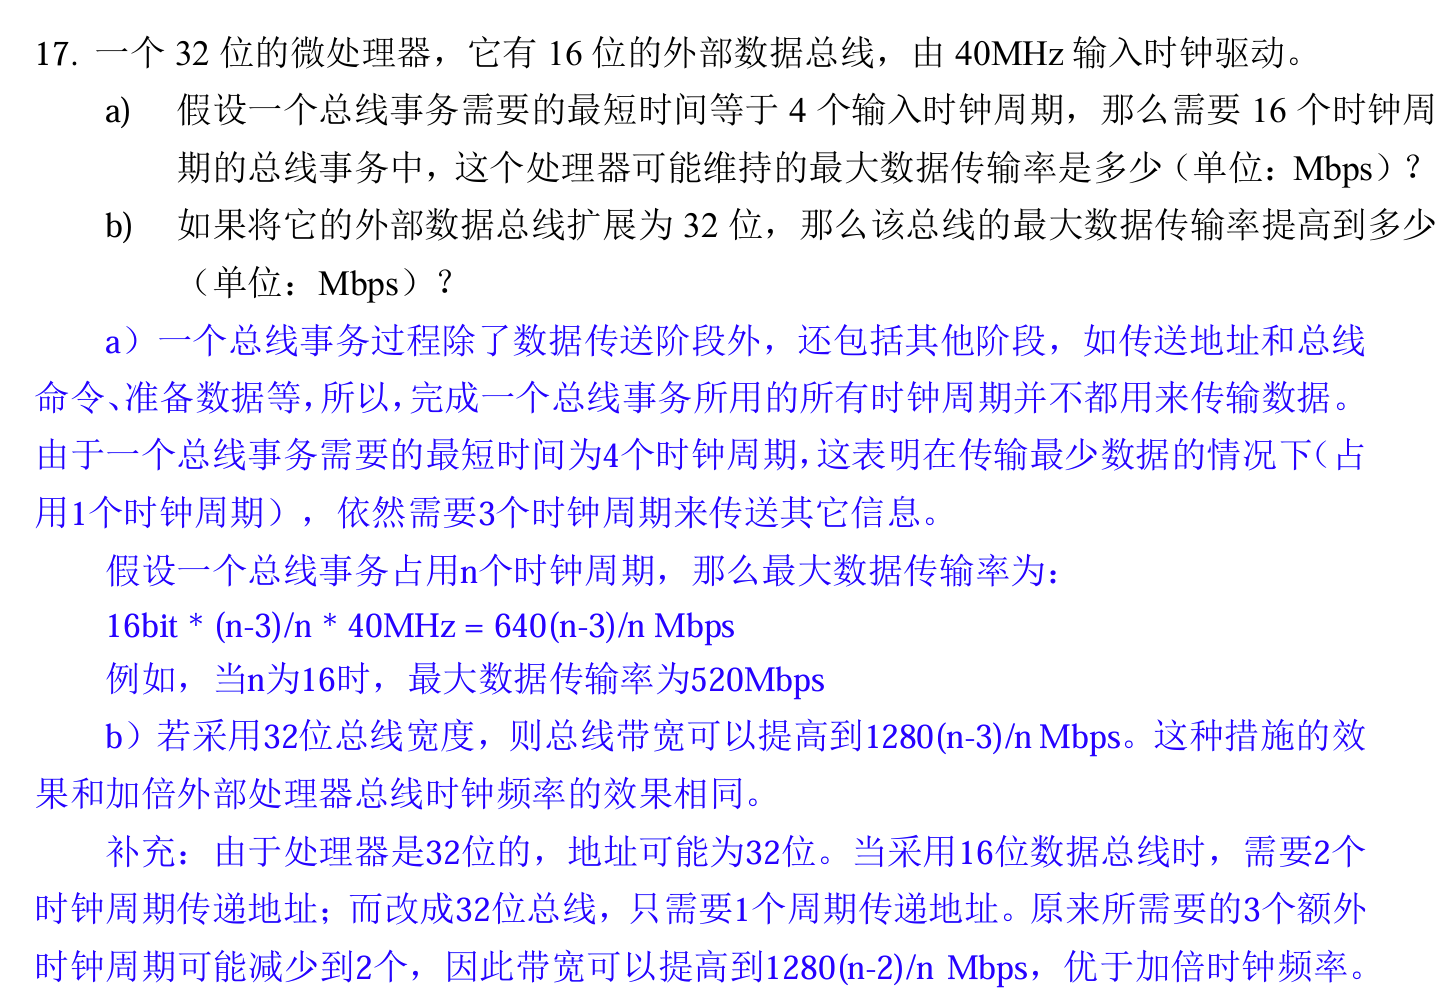 17. 一个 32 位的微处理器，它有 16 位的外部数据总线，由 40MHz 输入时钟驱动。
a) 假设一个总线事务需要的最短时间等于 4 个输入时钟周期，那么需要 16 个时钟周
期的总线事务中，这个处理器可能维持的最大数据传输率是多少（单位：Mbps）？
b) 如果将它的外部数据总线扩展为 32 位，那么该总线的最大数据传输率提高到多少
（单位：Mbps）？
a）一个总线事务过程除了数据传送阶段外，还包括其他阶段，如传送地址和总线
命令、准备数据等，所以，完成一个总线事务所用的所有时钟周期并不都用来传输数据。
由于一个总线事务需要的最短时间为4个时钟周期，这表明在传输最少数据的情况下（占
用1个时钟周期），依然需要3个时钟周期来传送其它信息。
假设一个总线事务占用n个时钟周期，那么最大数据传输率为：
16bit * (n-3)/n * 40MHz = 640(n-3)/n Mbps
例如，当n为16时，最大数据传输率为520Mbps
b）若采用32位总线宽度，则总线带宽可以提高到1280(n-3)/n Mbps。这种措施的效
果和加倍外部处理器总线时钟频率的效果相同。
补充：由于处理器是32位的，地址可能为32位。当采用16位数据总线时，需要2个
时钟周期传递地址；而改成32位总线，只需要1个周期传递地址。原来所需要的3个额外
时钟周期可能减少到2个，因此带宽可以提高到1280(n-2)/n Mbps，优于加倍时钟频率。